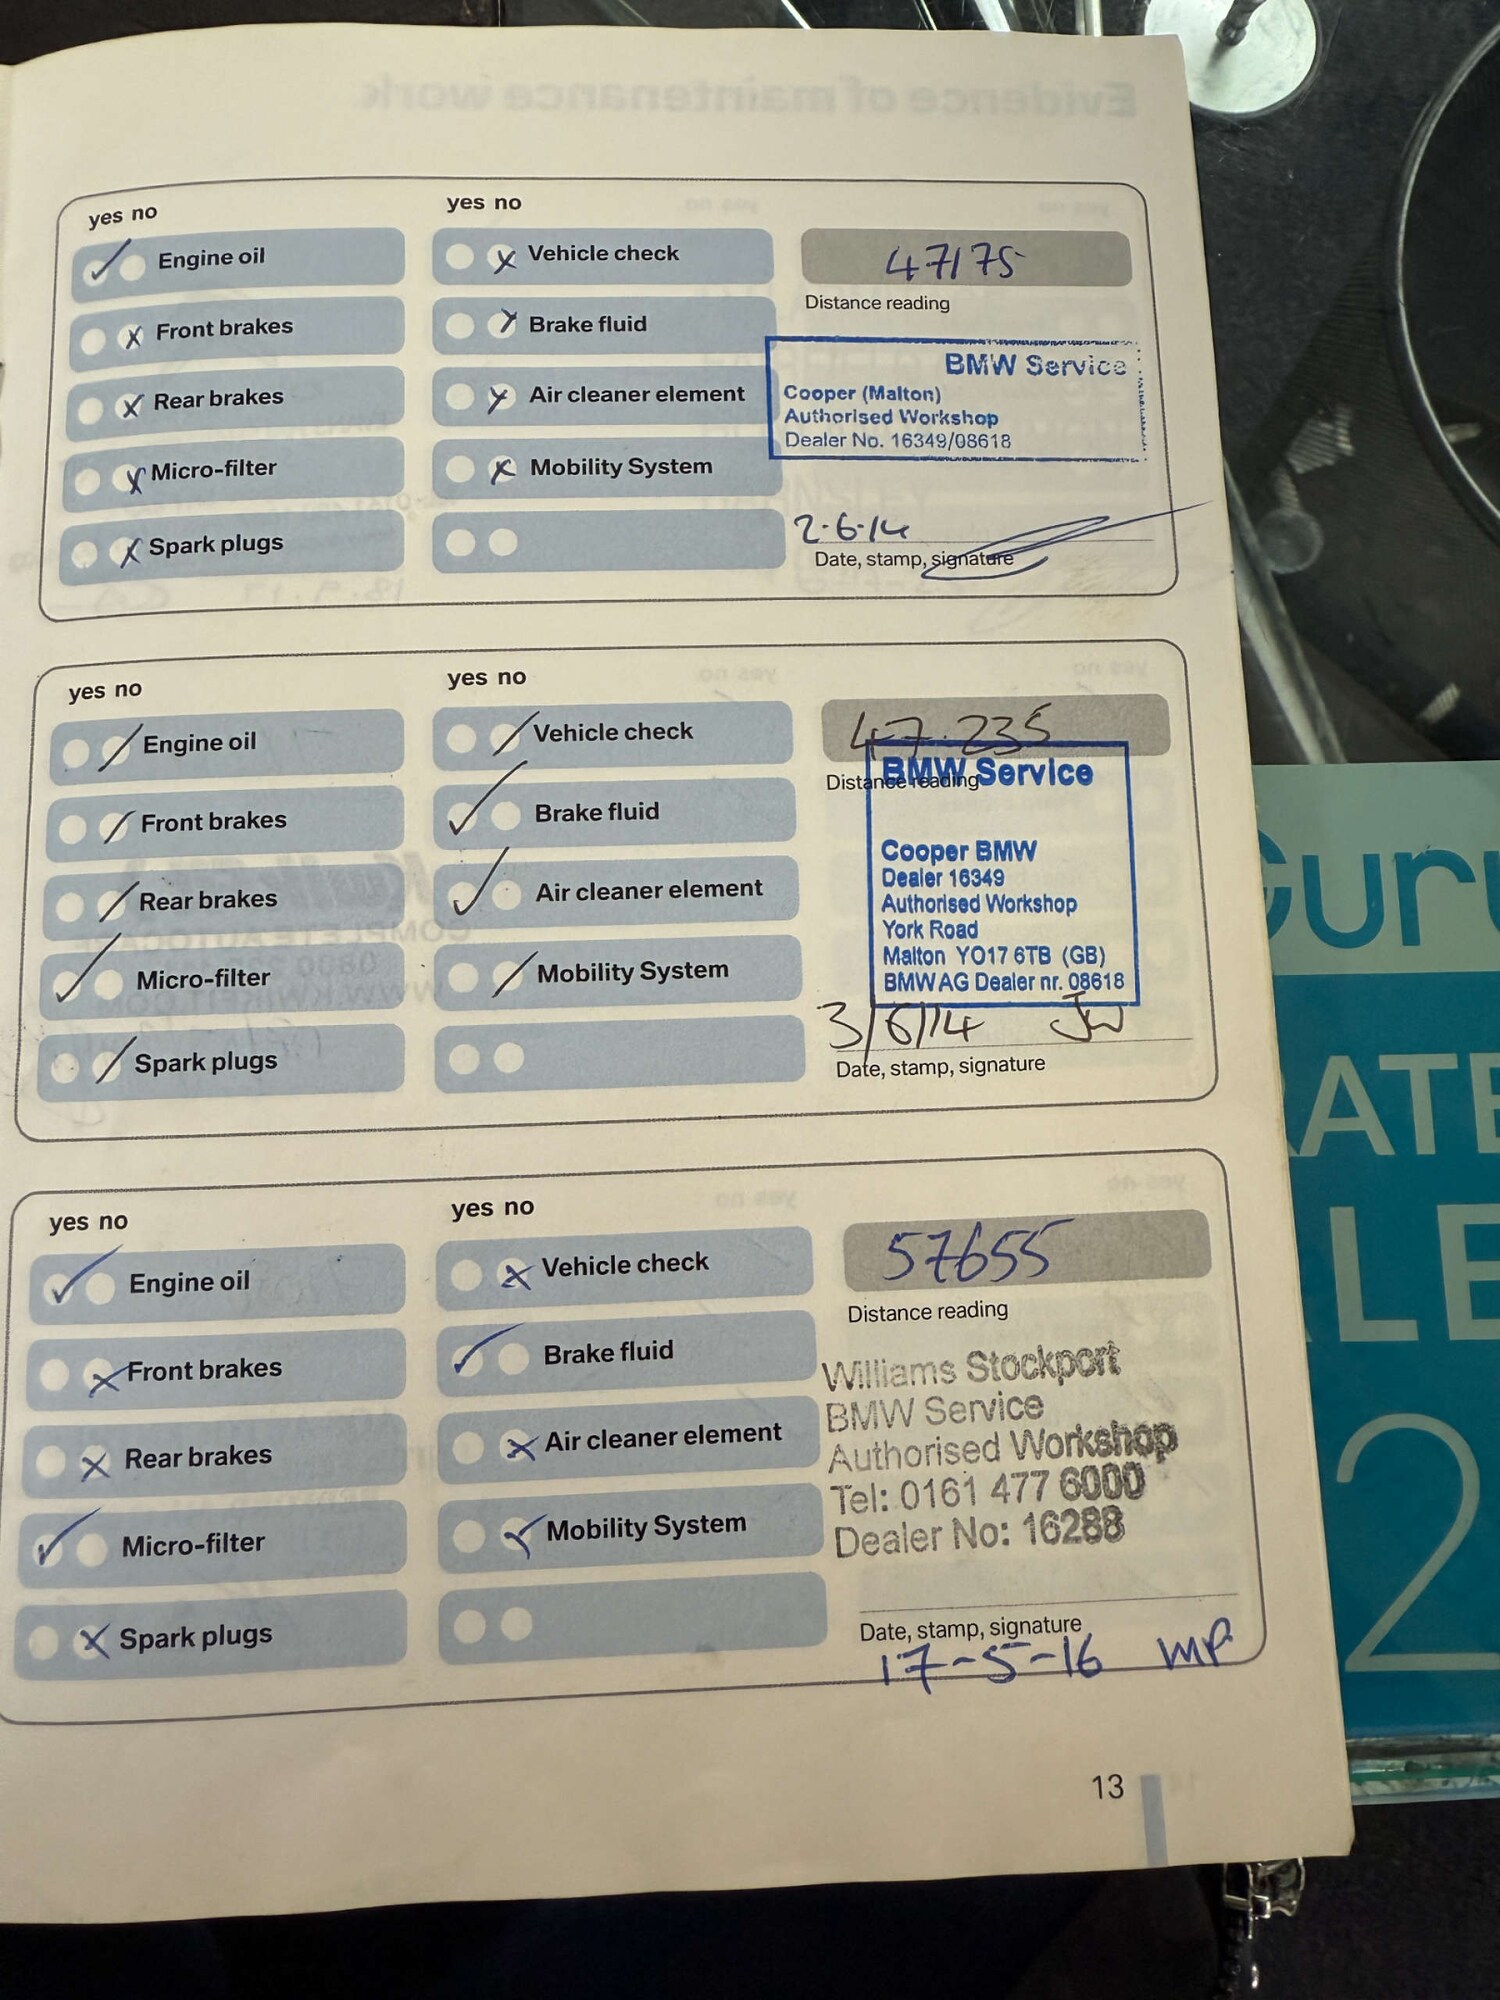 yes no
yes no
Engine oil
Vehicle check
47175
Distance reading
Front brakes
Brake fluid
BMW Service
Cooper (Malton)
Authorised Workshop
Dealer No. 16349/08618
Rear brakes
Air cleaner element
Micro-filter
Mobility System
Spark plugs
2.6.14
Date, stamp, signature
yes no
yes no
Engine oil
Vehicle check
47.235
Distance reading
Front brakes
Brake fluid
BMW Service
Cooper BMW
Dealer 16349
Authorised Workshop
York Road
Malton YO17 6TB (GB)
BMW AG Dealer nr. 08618
Rear brakes
Air cleaner element
Micro-filter
Mobility System
Spark plugs
3/6/14 JW
Date, stamp, signature
yes no
yes no
Engine oil
Vehicle check
57655
Distance reading
Front brakes
Brake fluid
Williams Stockport
BMW Service
Authorised Workshop
Tel: 0161 477 6000
Dealer No: 16288
Rear brakes
Air cleaner element
Micro-filter
Mobility System
Spark plugs
Date, stamp, signature
17-5-16 MP
13
Evidence of maintenance work
Guru
ATE
LE
2